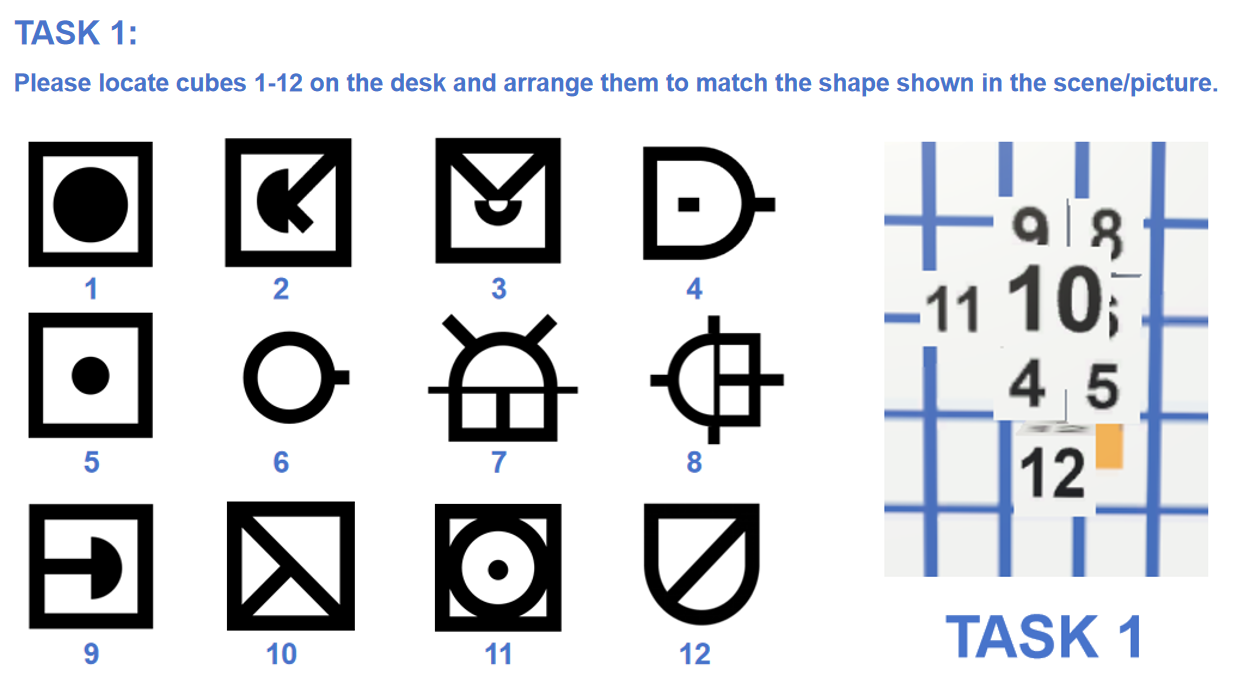 TASK 1:
Please locate cubes 1-12 on the desk and arrange them to match the shape shown in the scene/picture.
1 2 3 4
5 6 7 8
9 10 11 12
9 8
11 10
4 5
12
TASK 1